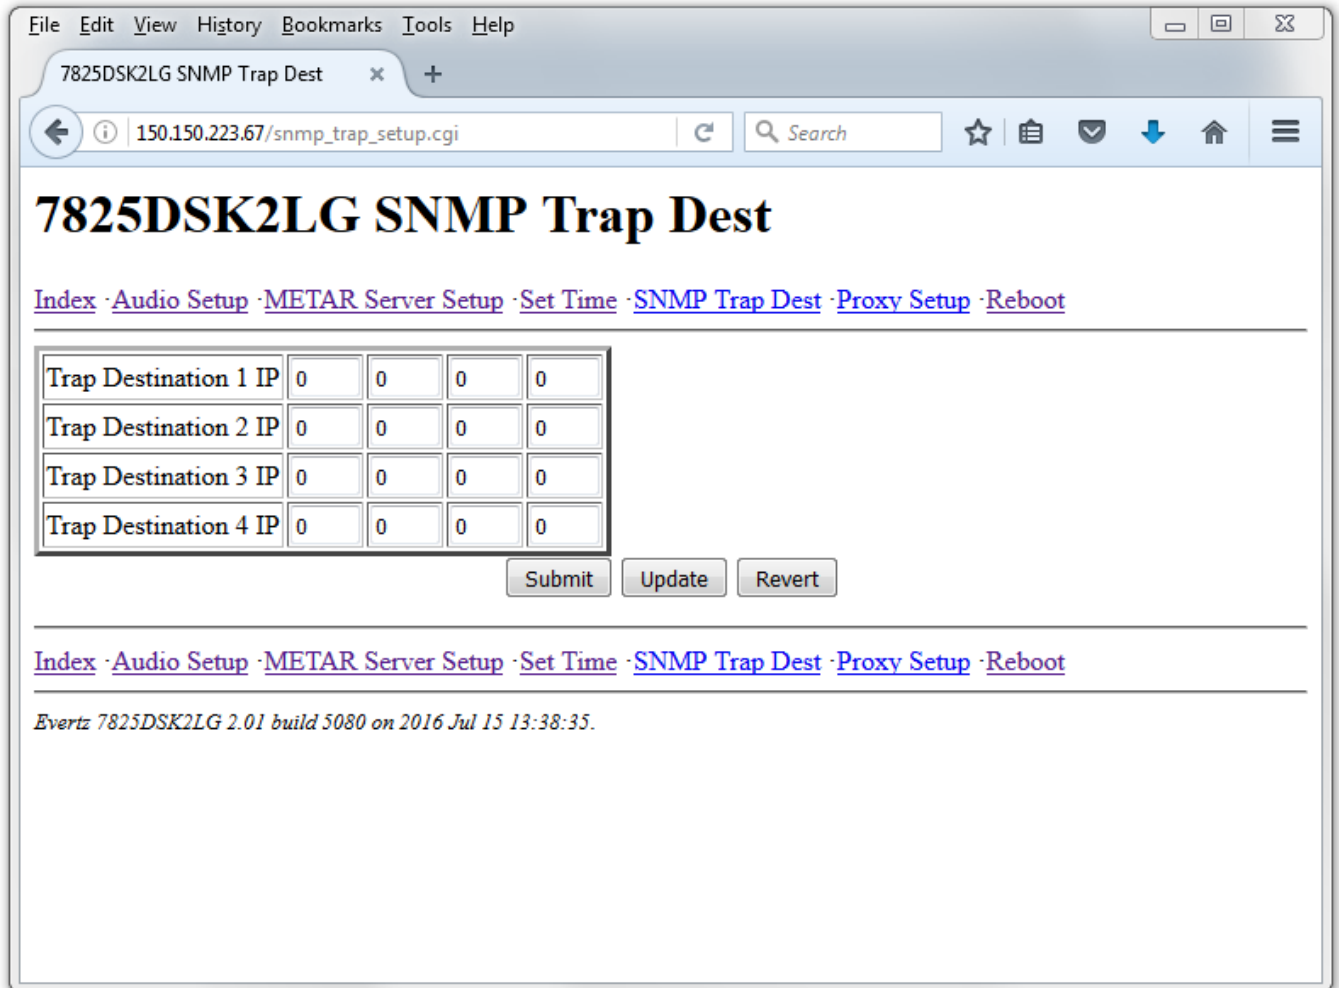 File Edit View History Bookmarks Tools Help
7825DSK2LG SNMP Trap Dest
150.150.223.67/snmp_trap_setup.cgi Search
7825DSK2LG SNMP Trap Dest
Index ·Audio Setup ·METAR Server Setup ·Set Time ·SNMP Trap Dest ·Proxy Setup ·Reboot
Trap Destination 1 IP 0 0 0 0
Trap Destination 2 IP 0 0 0 0
Trap Destination 3 IP 0 0 0 0
Trap Destination 4 IP 0 0 0 0
Submit Update Revert
Index ·Audio Setup ·METAR Server Setup ·Set Time ·SNMP Trap Dest ·Proxy Setup ·Reboot
Evertz 7825DSK2LG 2.01 build 5080 on 2016 Jul 15 13:38:35.